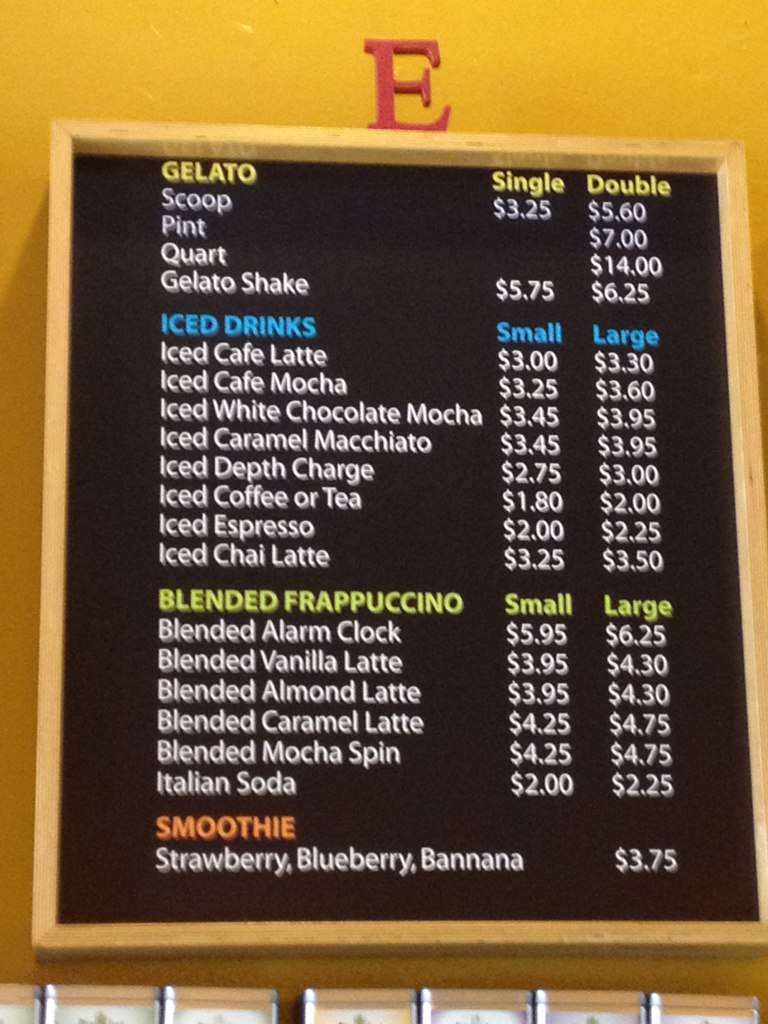 E
GELATO Single Double
Scoop $3.25 $5.60
Pint $7.00
Quart $14.00
Gelato Shake $5.75 $6.25
ICED DRINKS Small Large
Iced Cafe Latte $3.00 $3.30
Iced Cafe Mocha $3.25 $3.60
Iced White Chocolate Mocha $3.45 $3.95
Iced Caramel Macchiato $3.45 $3.95
Iced Depth Charge $2.75 $3.00
Iced Coffee or Tea $1.80 $2.00
Iced Espresso $2.00 $2.25
Iced Chai Latte $3.25 $3.50
BLENDED FRAPPUCCINO Small Large
Blended Alarm Clock $5.95 $6.25
Blended Vanilla Latte $3.95 $4.30
Blended Almond Latte $3.95 $4.30
Blended Caramel Latte $4.25 $4.75
Blended Mocha Spin $4.25 $4.75
Italian Soda $2.00 $2.25
SMOOTHIE
Strawberry, Blueberry, Bannana $3.75